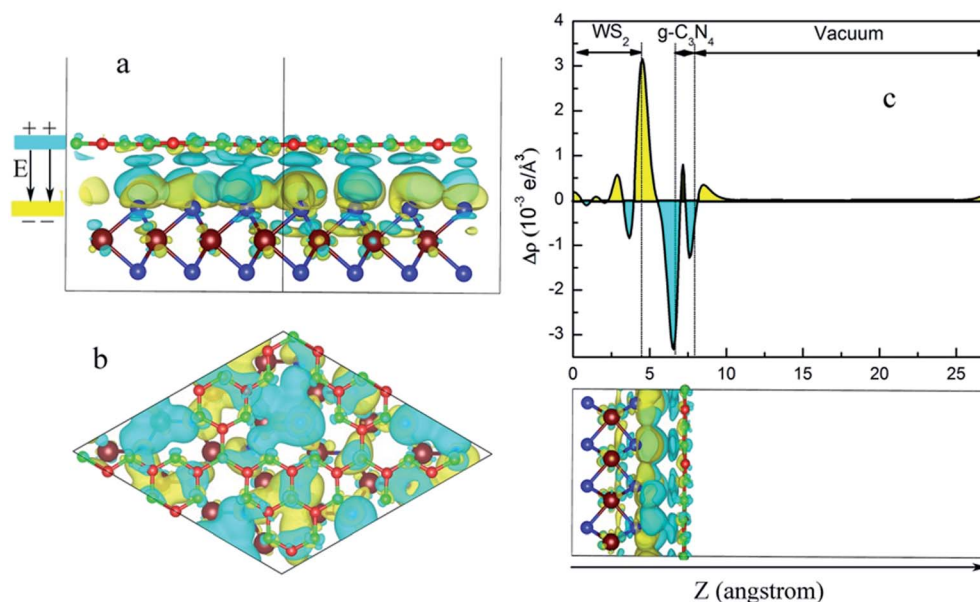 a
+ +
E
− −
b
WS2 g-C3N4 Vacuum
c
4
3
2
1
0
-1
-2
-3
Δρ (10-3 e/Å3)
0 5 10 15 20 25
Z (angstrom)